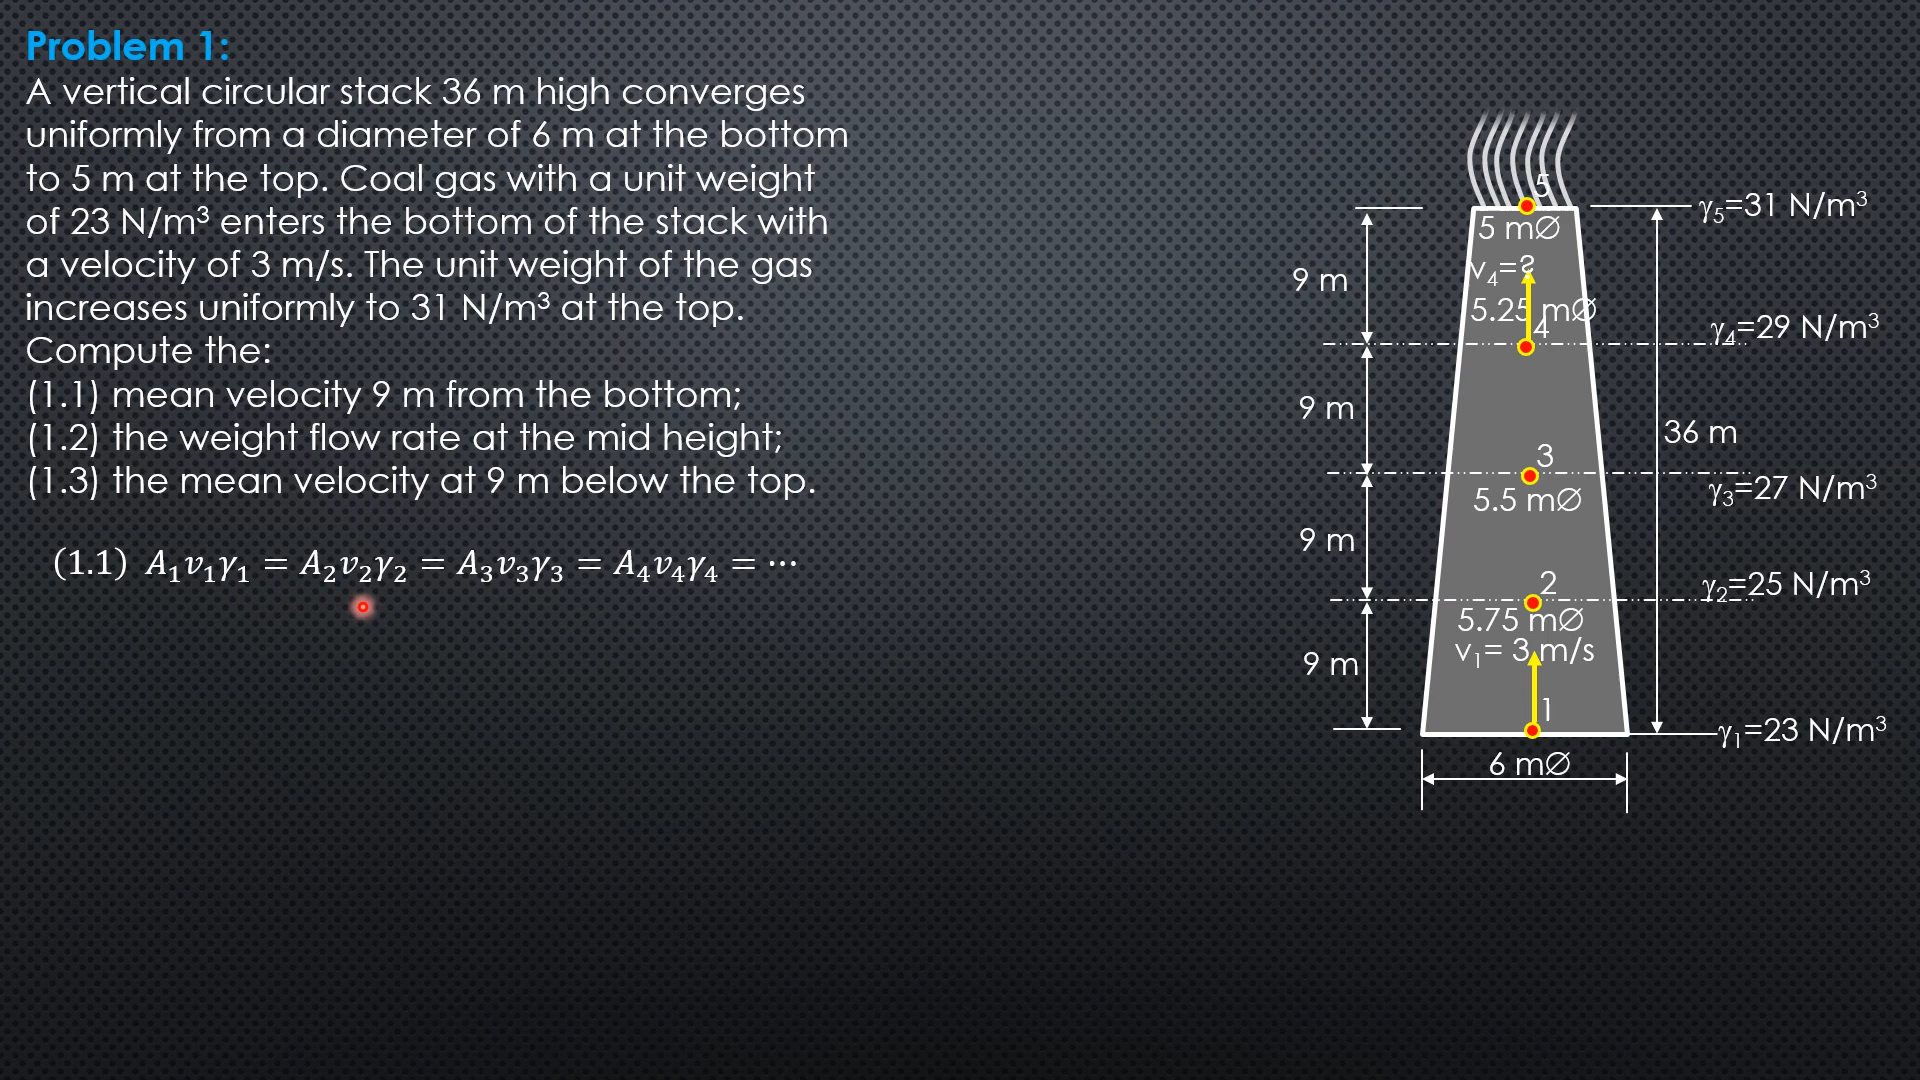 Problem 1:
A vertical circular stack 36 m high converges
uniformly from a diameter of 6 m at the bottom
to 5 m at the top. Coal gas with a unit weight
of 23 N/m³ enters the bottom of the stack with
a velocity of 3 m/s. The unit weight of the gas
increases uniformly to 31 N/m³ at the top.
Compute the:
(1.1) mean velocity 9 m from the bottom;
(1.2) the weight flow rate at the mid height;
(1.3) the mean velocity at 9 m below the top.
(1.1) A₁v₁γ₁ = A₂v₂γ₂ = A₃v₃γ₃ = A₄v₄γ₄ = ⋯
5
γ₅=31 N/m³
5 m∅
v₄=?
9 m
5.25 m∅
4
γ₄=29 N/m³
9 m
36 m
3
γ₃=27 N/m³
5.5 m∅
9 m
2
γ₂=25 N/m³
5.75 m∅
v₁= 3 m/s
9 m
1
γ₁=23 N/m³
6 m∅